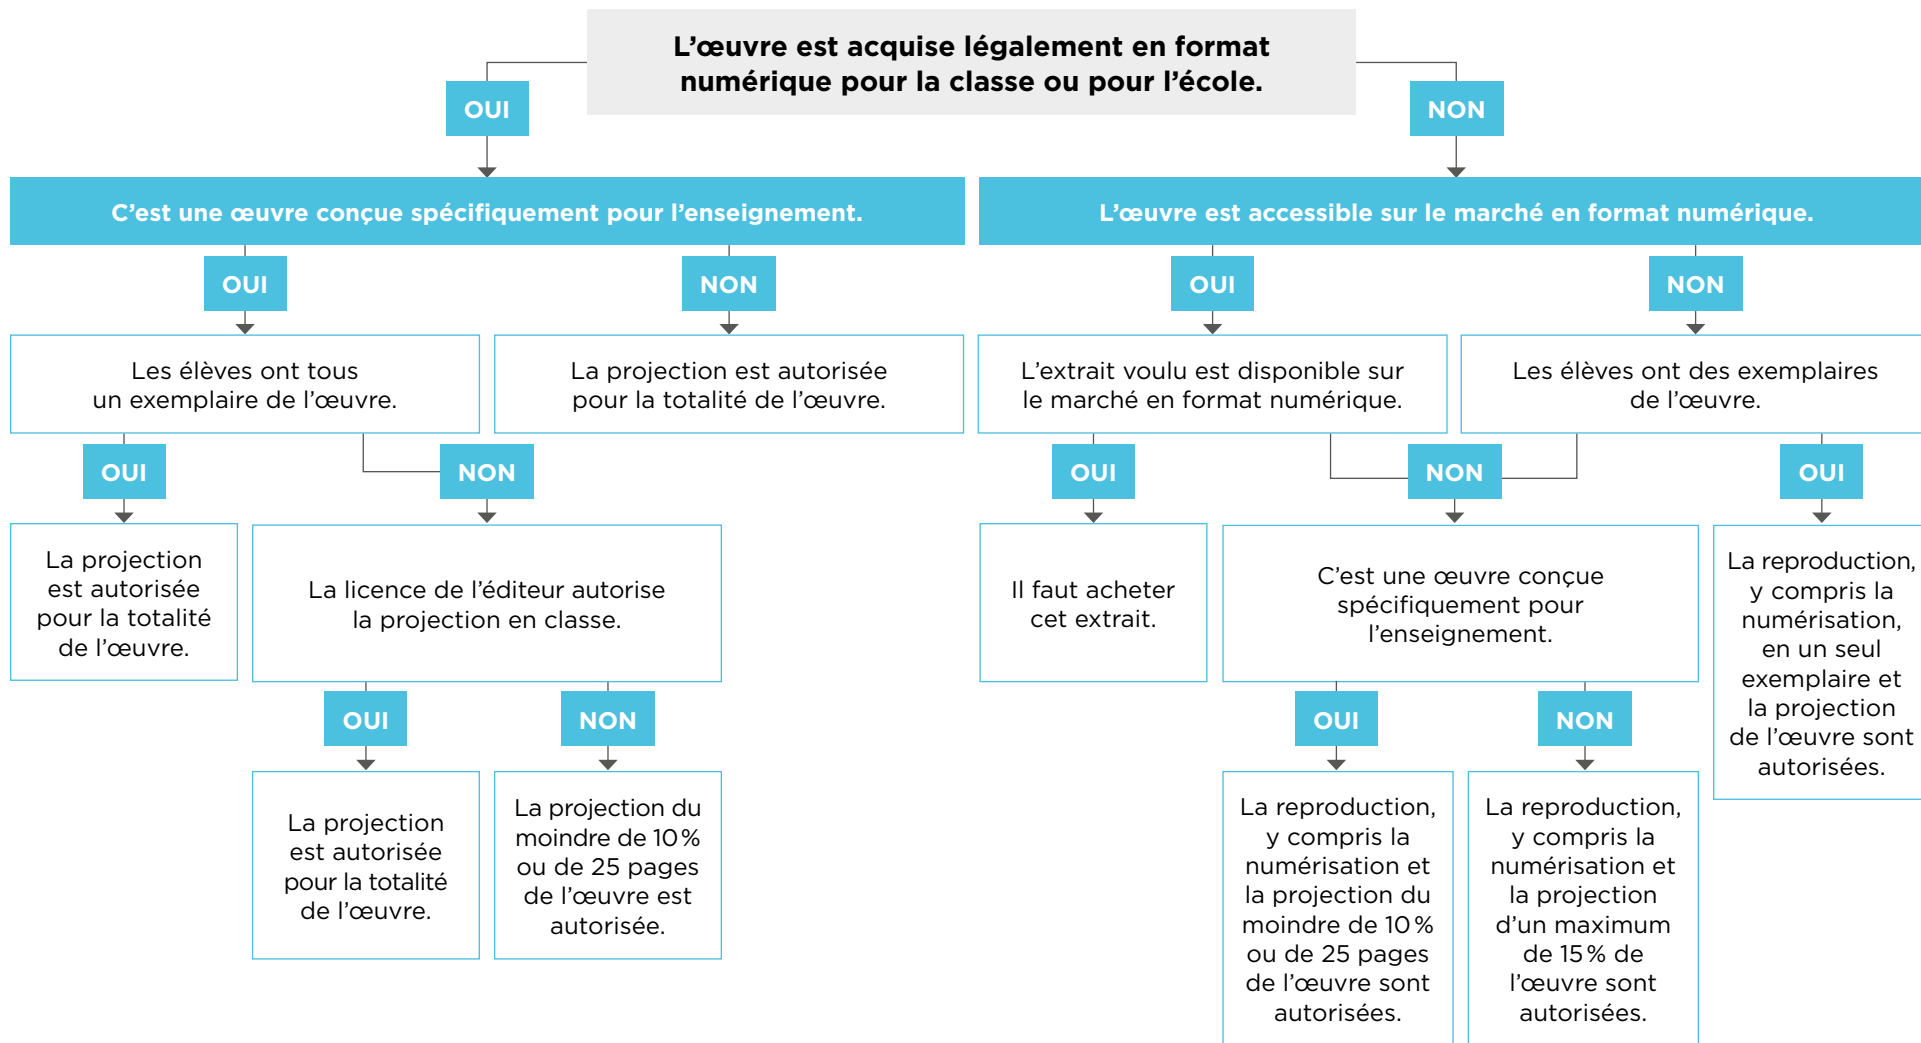 L’œuvre est acquise légalement en format
numérique pour la classe ou pour l’école.
OUI
NON
C’est une œuvre conçue spécifiquement pour l’enseignement.
L’œuvre est accessible sur le marché en format numérique.
OUI
NON
OUI
NON
Les élèves ont tous
un exemplaire de l’œuvre.
La projection est autorisée
pour la totalité de l’œuvre.
L’extrait voulu est disponible sur
le marché en format numérique.
Les élèves ont des exemplaires
de l’œuvre.
OUI
NON
OUI
NON
OUI
La projection
est autorisée
pour la totalité
de l’œuvre.
La licence de l’éditeur autorise
la projection en classe.
Il faut acheter
cet extrait.
C’est une œuvre conçue
spécifiquement pour
l’enseignement.
La reproduction,
y compris la
numérisation,
en un seul
exemplaire et
la projection
de l’œuvre sont
autorisées.
OUI
NON
OUI
NON
La projection
est autorisée
pour la totalité
de l’œuvre.
La projection du
moindre de 10 %
ou de 25 pages
de l’œuvre est
autorisée.
La reproduction,
y compris la
numérisation et
la projection du
moindre de 10 %
ou de 25 pages
de l’œuvre sont
autorisées.
La reproduction,
y compris la
numérisation et
la projection
d’un maximum
de 15 % de
l’œuvre sont
autorisées.